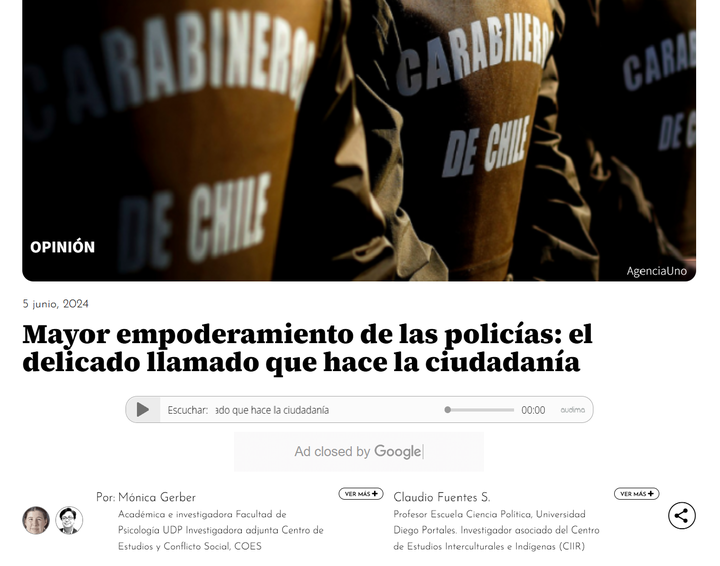 CARABINERO
DE CHILE
CARABINERO
DE CHILE
CARA
DE C
OPINIÓN
AgenciaUno
5 junio, 2024
Mayor empoderamiento de las policías: el
delicado llamado que hace la ciudadanía
Escuchar: ado que hace la ciudadanía
00:00
audima
Ad closed by Google
Por: Mónica Gerber
VER MÁS +
Académica e investigadora Facultad de
Psicología UDP Investigadora adjunta Centro de
Estudios y Conflicto Social, COES
Claudio Fuentes S.
VER MÁS +
Profesor Escuela Ciencia Política, Universidad
Diego Portales. Investigador asociado del Centro
de Estudios Interculturales e Indígenas (CIIR)